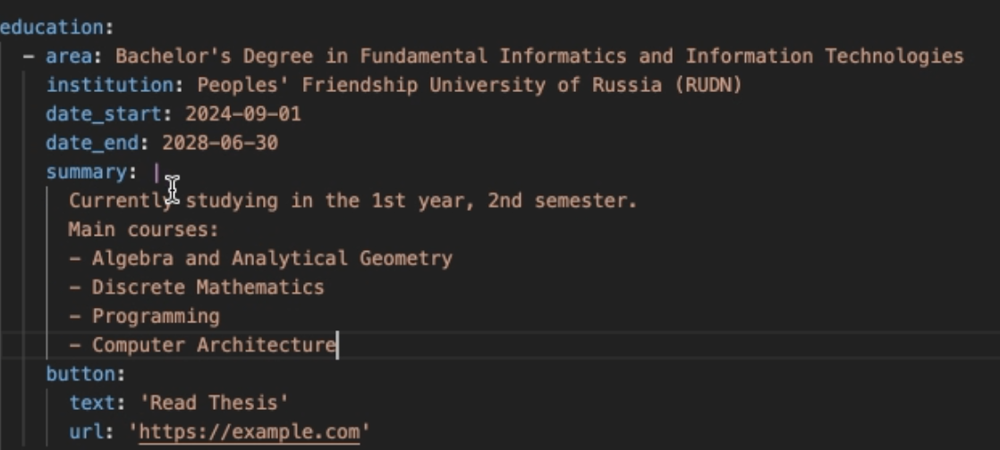 education:
  - area: Bachelor's Degree in Fundamental Informatics and Information Technologies
    institution: Peoples' Friendship University of Russia (RUDN)
    date_start: 2024-09-01
    date_end: 2028-06-30
    summary: |
      Currently studying in the 1st year, 2nd semester.
      Main courses:
      - Algebra and Analytical Geometry
      - Discrete Mathematics
      - Programming
      - Computer Architecture
    button:
      text: 'Read Thesis'
      url: 'https://example.com'